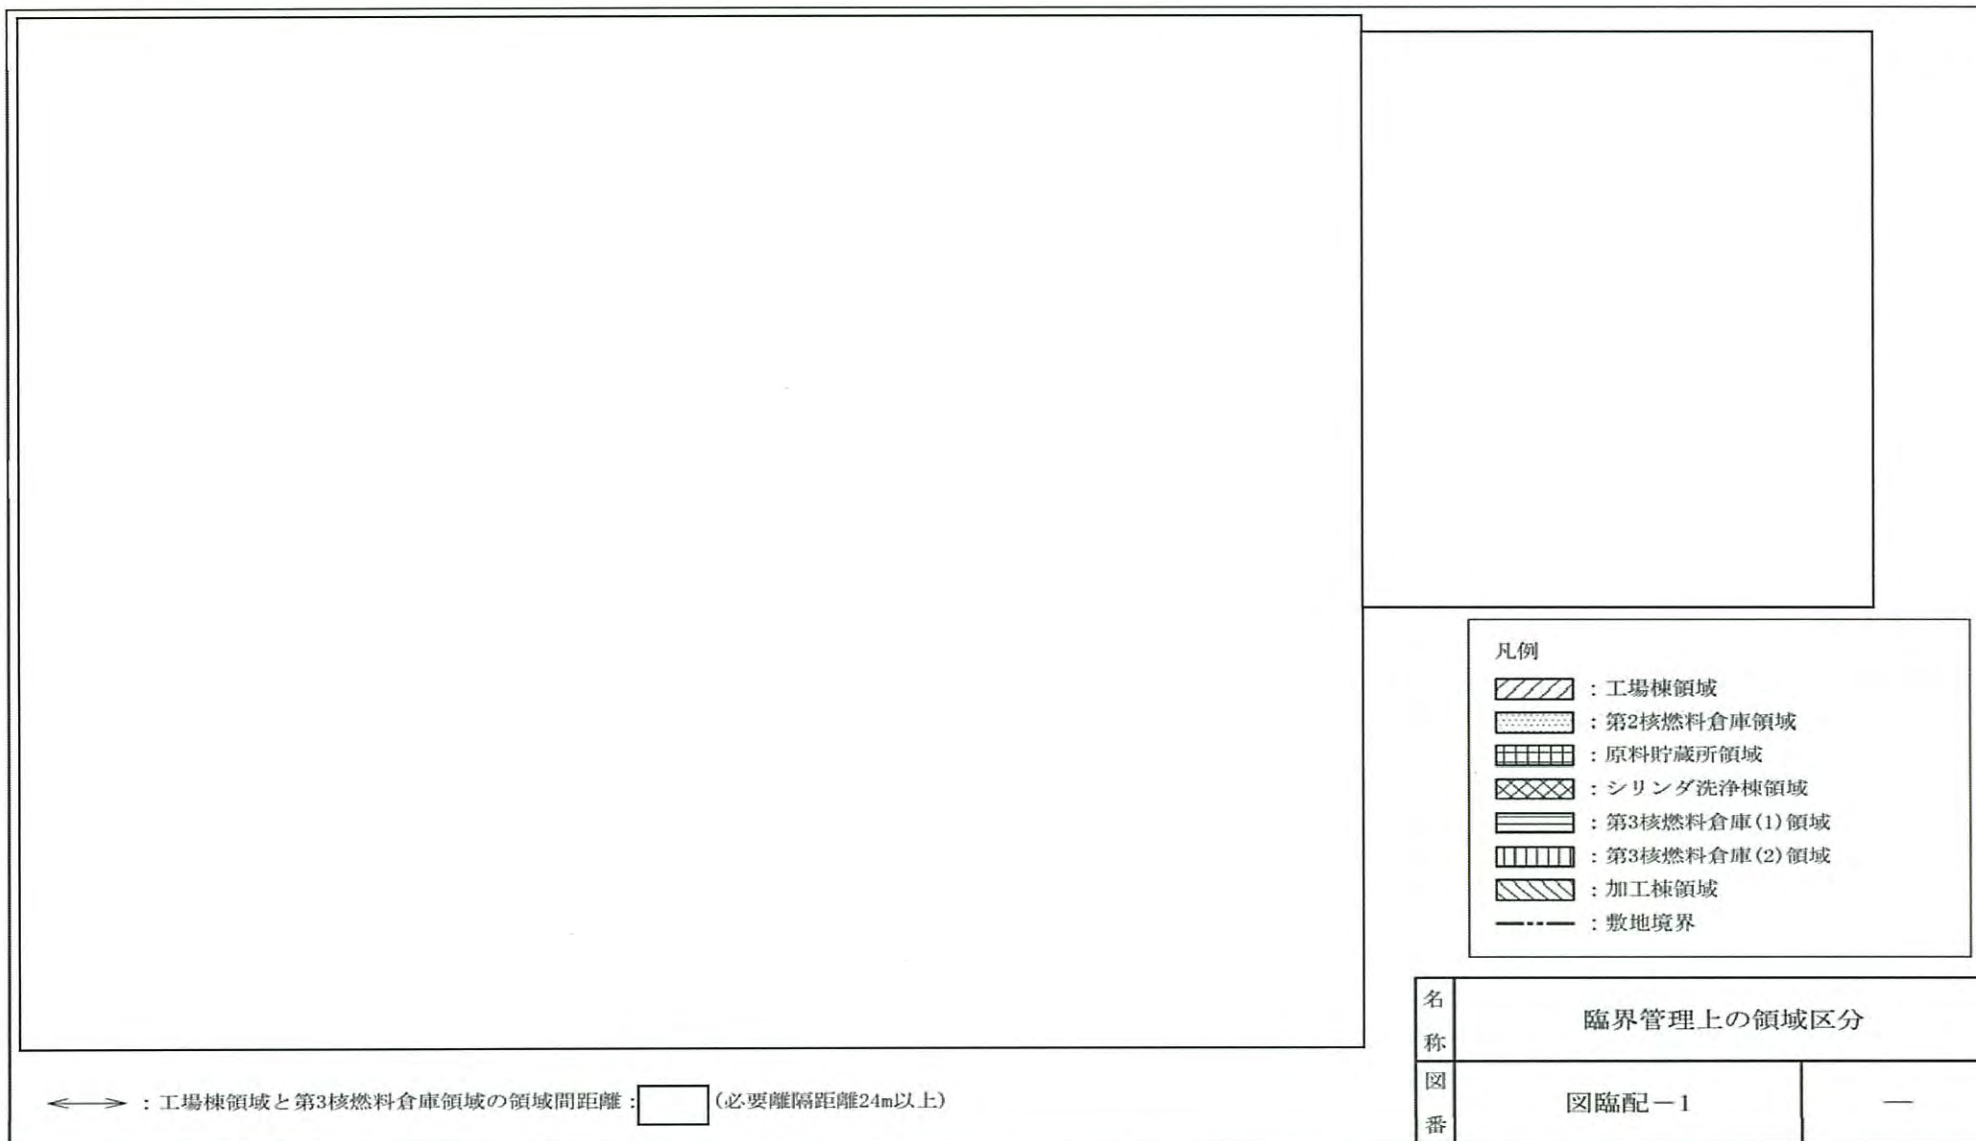 凡例
：工場棟領域
：第2核燃料倉庫領域
：原料貯蔵所領域
：シリンダ洗浄棟領域
：第3核燃料倉庫(1)領域
：第3核燃料倉庫(2)領域
：加工棟領域
：敷地境界
名称
臨界管理上の領域区分
図番
図臨配－1
―
：工場棟領域と第3核燃料倉庫領域の領域間距離：
(必要離隔距離24m以上)